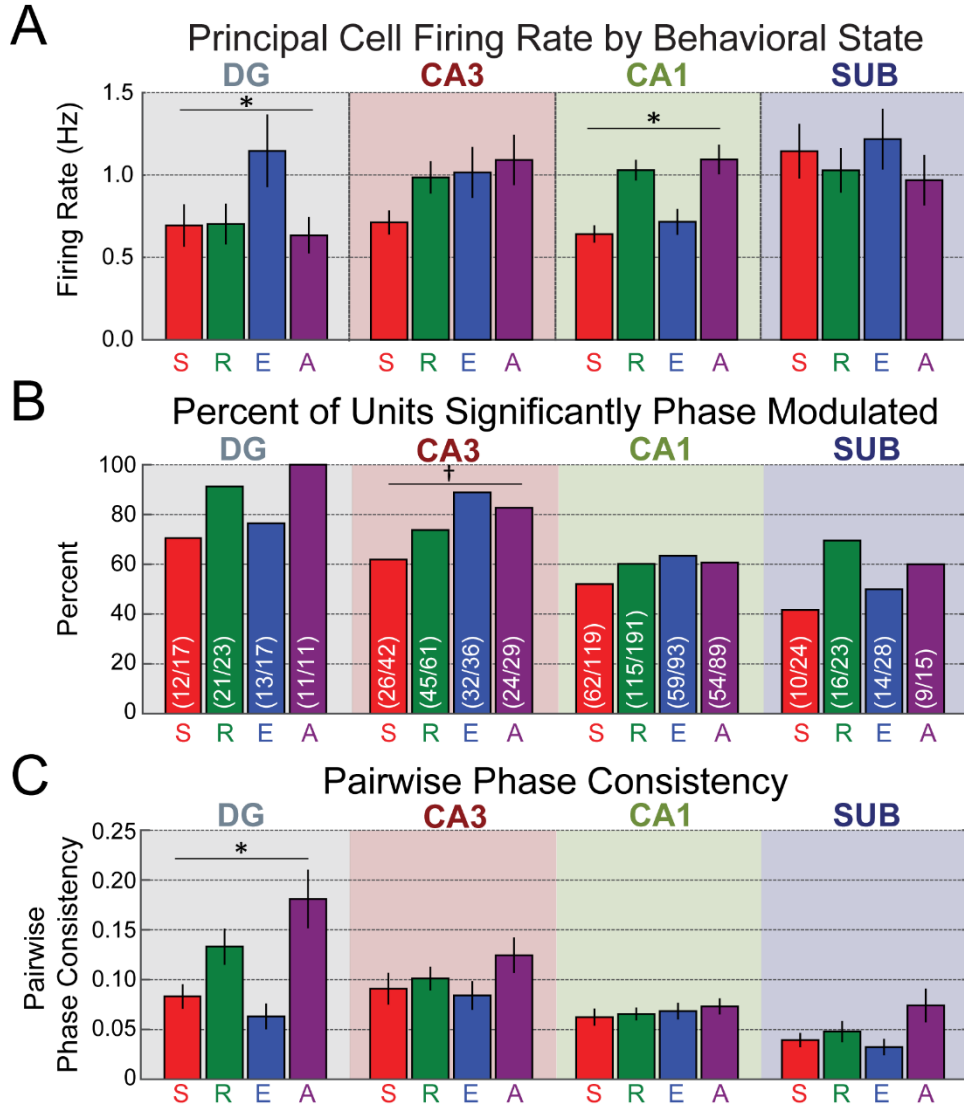 A
Principal Cell Firing Rate by Behavioral State
DG CA3 CA1 SUB
Firing Rate (Hz)
1.5
1.0
0.5
0.0
* *
S R E A S R E A S R E A S R E A
B
Percent of Units Significantly Phase Modulated
DG CA3 CA1 SUB
Percent
100
80
60
40
20
0
†
(12/17) (21/23) (13/17) (11/11) (26/42) (45/61) (32/36) (24/29) (62/119) (115/191) (59/93) (54/89) (10/24) (16/23) (14/28) (9/15)
S R E A S R E A S R E A S R E A
C
Pairwise Phase Consistency
DG CA3 CA1 SUB
Pairwise
Phase Consistency
0.25
0.20
0.15
0.10
0.05
0
*
S R E A S R E A S R E A S R E A